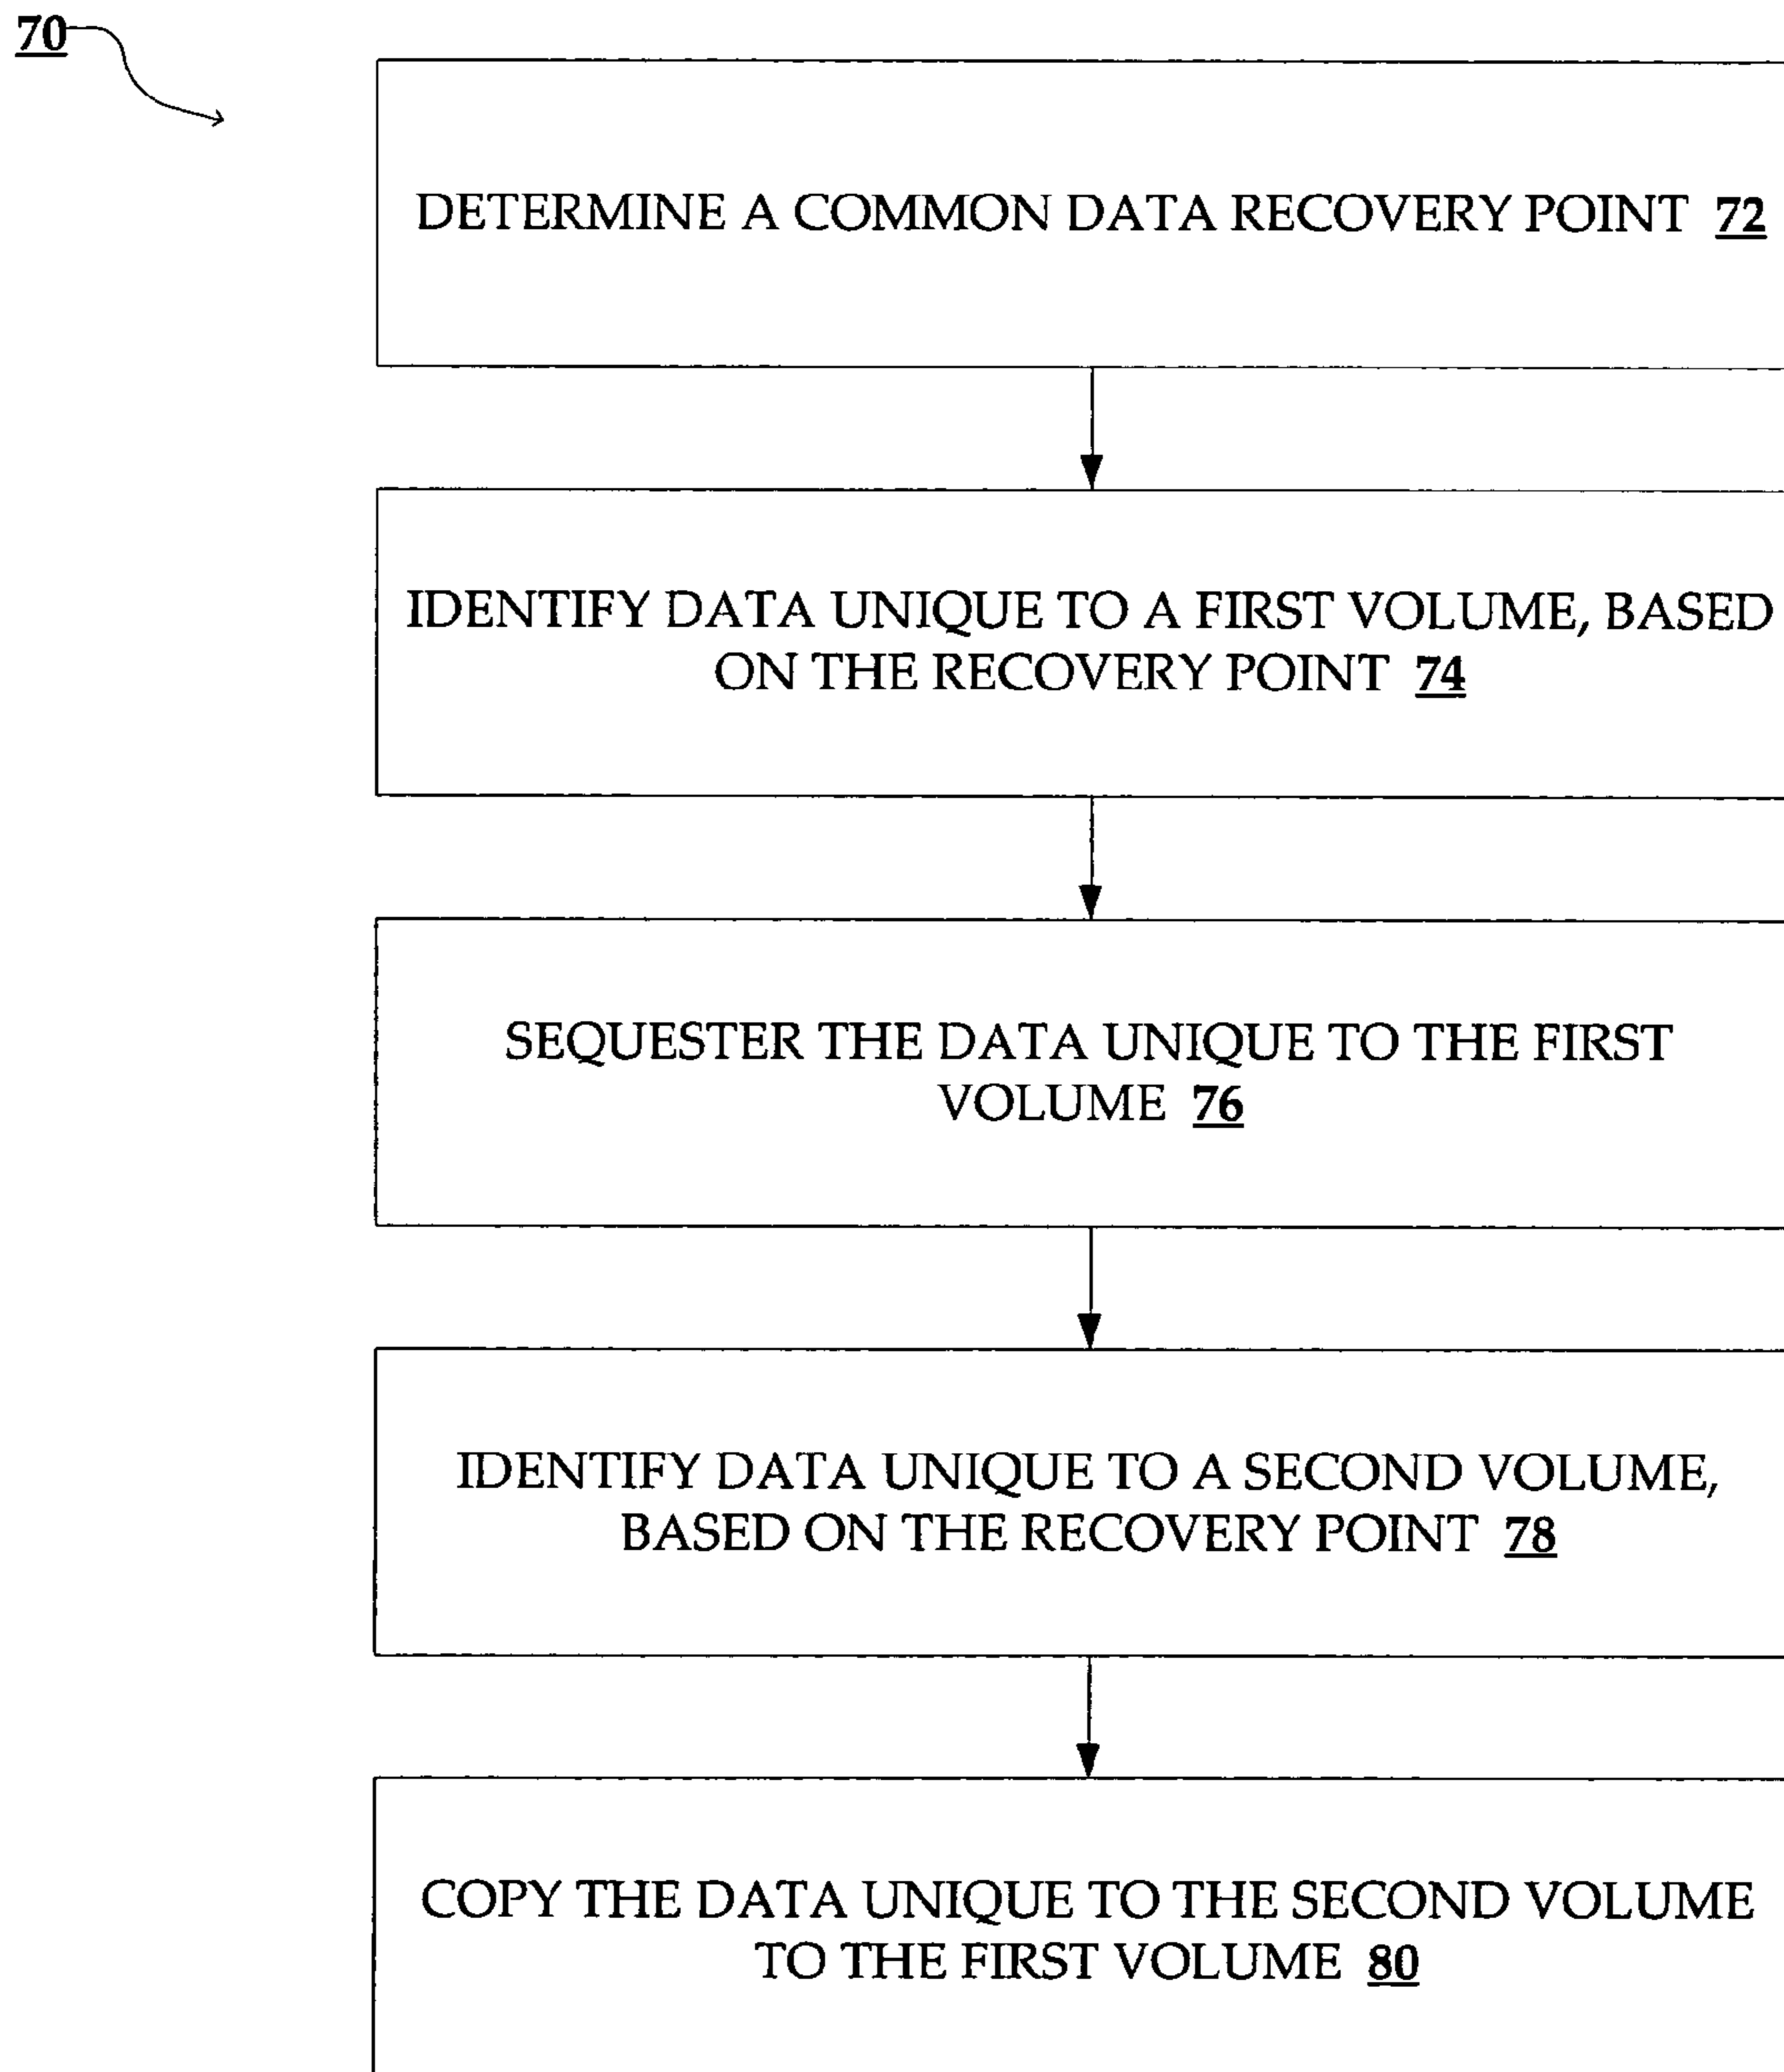 70
DETERMINE A COMMON DATA RECOVERY POINT 72
IDENTIFY DATA UNIQUE TO A FIRST VOLUME, BASED
ON THE RECOVERY POINT 74
SEQUESTER THE DATA UNIQUE TO THE FIRST
VOLUME 76
IDENTIFY DATA UNIQUE TO A SECOND VOLUME,
BASED ON THE RECOVERY POINT 78
COPY THE DATA UNIQUE TO THE SECOND VOLUME
TO THE FIRST VOLUME 80